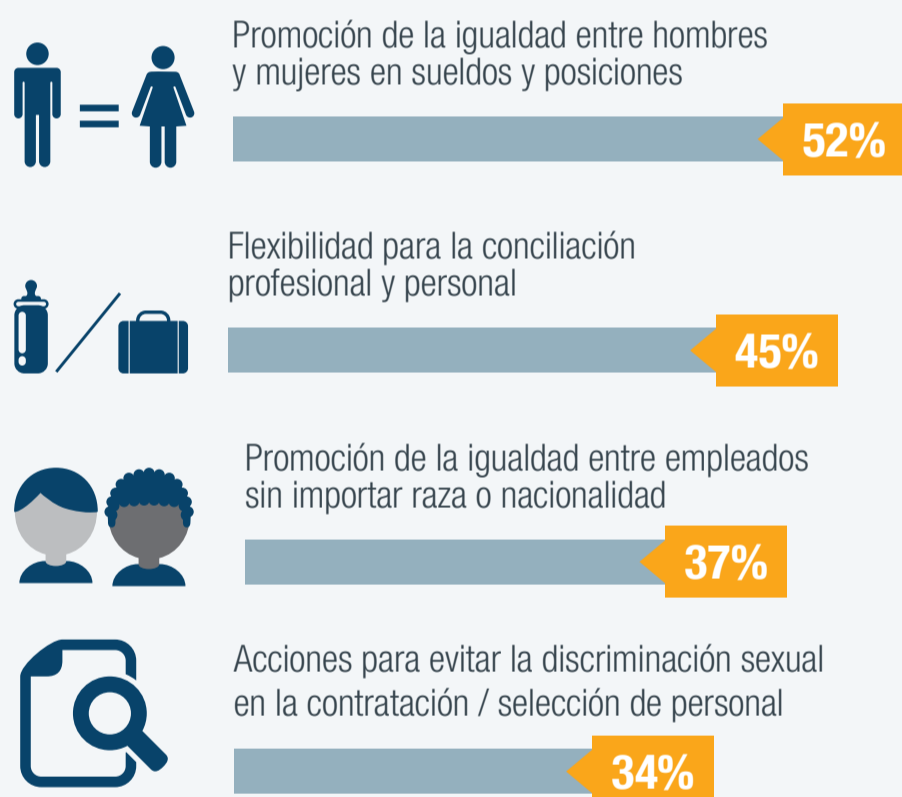 Promoción de la igualdad entre hombres
y mujeres en sueldos y posiciones
52%
Flexibilidad para la conciliación
profesional y personal
45%
Promoción de la igualdad entre empleados
sin importar raza o nacionalidad
37%
Acciones para evitar la discriminación sexual
en la contratación / selección de personal
34%